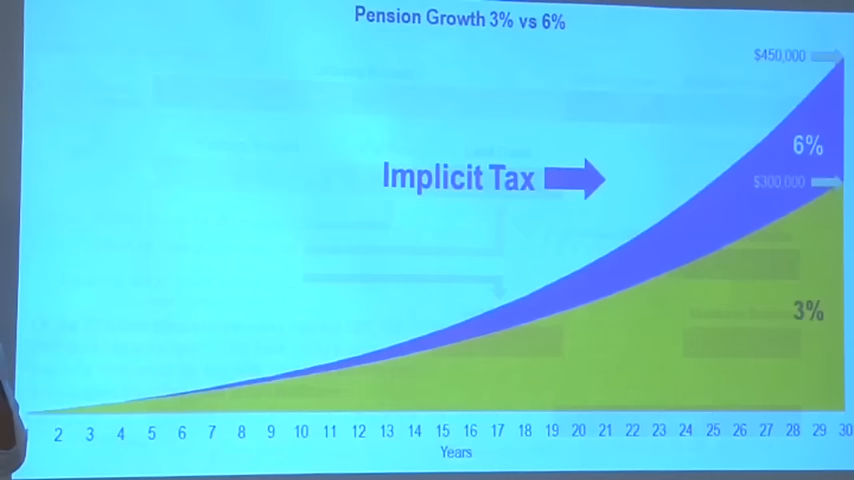 Pension Growth 3% vs 6%
$450,000
6%
Implicit Tax
$300,000
3%
2 3 4 5 6 7 8 9 10 11 12 13 14 15 16 17 18 19 20 21 22 23 24 25 26 27 28 29 30
Years